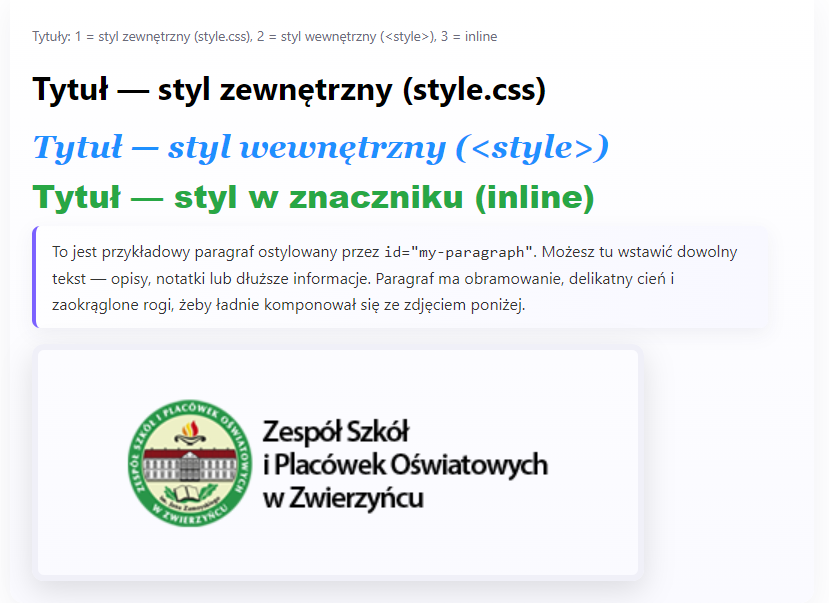 Tytuły: 1 = styl zewnętrzny (style.css), 2 = styl wewnętrzny (<style>), 3 = inline
Tytuł — styl zewnętrzny (style.css)
Tytuł — styl wewnętrzny (<style>)
Tytuł — styl w znaczniku (inline)
To jest przykładowy paragraf ostylowany przez id="my-paragraph". Możesz tu wstawić dowolny
tekst — opisy, notatki lub dłuższe informacje. Paragraf ma obramowanie, delikatny cień i
zaokrąglone rogi, żeby ładnie komponował się ze zdjęciem poniżej.
ZESPÓŁ SZKÓŁ I PLACÓWEK OŚWIATOWYCH
im. Jana Zamoyskiego
W ZWIERZYŃCU
Zespół Szkół
i Placówek Oświatowych
w Zwierzyńcu